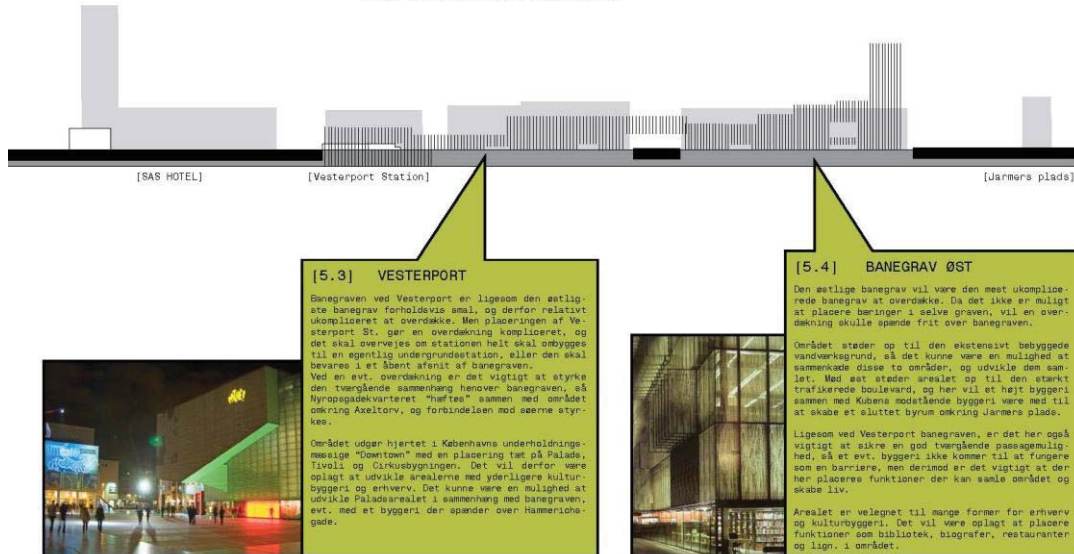 [SAS HOTEL]
[Vesterport Station]
[Jarmers plads]
[5.3] VESTERPORT
Banegraven ved Vesterport er ligesom den østlig-
ste banegrav forholdsvis smal, og derfor relativt
ukompliceret at overdække. Men placeringen af Ve-
sterport St. gør en overdækning kompliceret, og
det skal overvejes om stationen helt skal ombygges
til en egentlig undergrundsstation, eller den skal
bevares i et åbent afsnit af banegraven.
Ved en evt. overdækning er det vigtigt at styrke
den tværgående sammenhæng henover banegraven, så
Nyropsgadekvarteret "hæftes" sammen med området
omkring Axeltorv, og forbindelsen mod søerne styr-
kes.
Området udgør hjertet i Københavns underholdnings-
mæssige "Downtown" med en placering tæt på Palads,
Tivoli og Cirkusbygningen. Det vil derfor være
oplagt at udvikle arealerne med yderligere kultur-
byggeri og erhverv. Det kunne være en mulighed at
udvikle Paladsarealet i sammenhæng med banegraven,
evt. med et byggeri der spænder over Hammerichs-
gade.
[5.4] BANEGRAV ØST
Den østlige banegrav vil være den mest ukomplice-
rede banegrav at overdække. Da det ikke er muligt
at placere bæringer i selve graven, vil en over-
dækning skulle spænde frit over banegraven.
Området støder op til den ekstensivt bebyggede
vandværksgrund, så det kunne være en mulighed at
sammenkæde disse to områder, og udvikle dem sam-
let. Mod øst støder arealet op til den stærkt
trafikerede boulevard, og her vil et højt byggeri
sammen med Kubens modstående byggeri være med til
at skabe et sluttet byrum omkring Jarmers plads.
Ligesom ved Vesterport banegraven, er det her også
vigtigt at sikre en god tværgående passagemulig-
hed, så et evt. byggeri ikke kommer til at fungere
som en barriere, men derimod er det vigtigt at der
her placeres funktioner der kan samle området og
skabe liv.
Arealet er velegnet til mange former for erhverv
og kulturbyggeri. Det vil være oplagt at placere
funktioner som bibliotek, biografer, restauranter
og lign. i området.